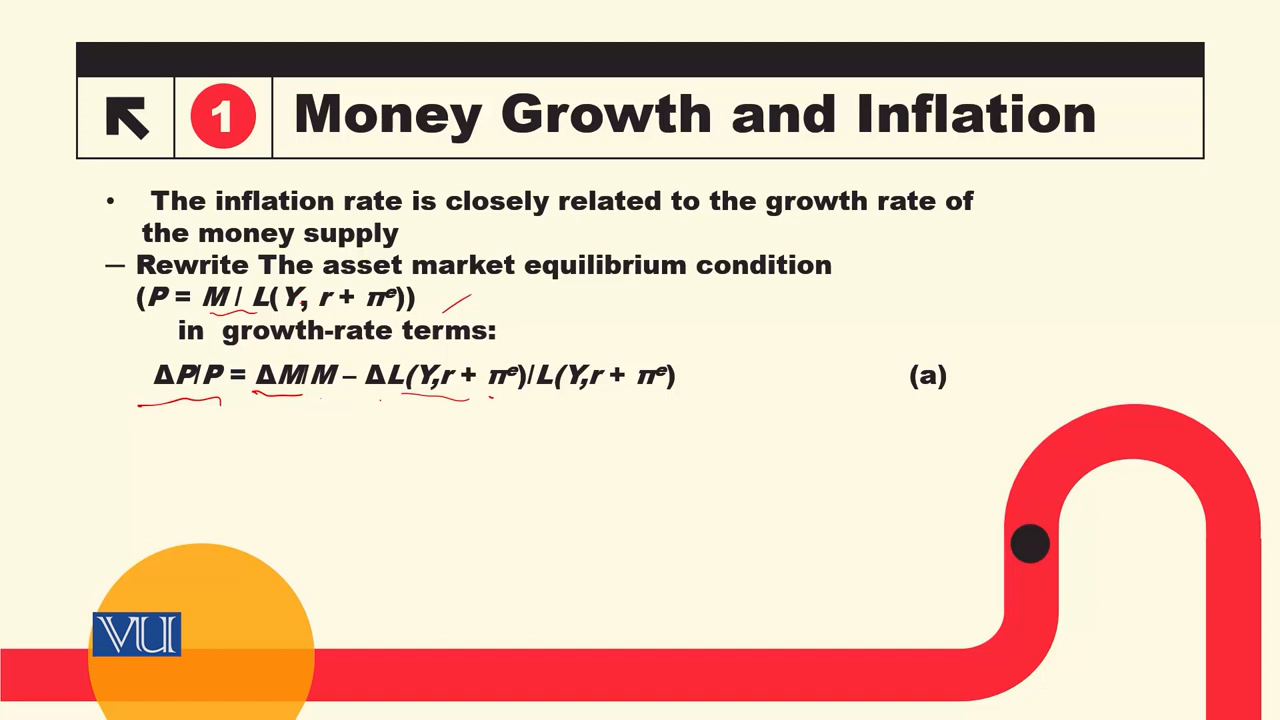 1 Money Growth and Inflation
• The inflation rate is closely related to the growth rate of
the money supply
— Rewrite The asset market equilibrium condition
(P = M / L(Y, r + πᵉ))
in growth-rate terms:
ΔP/P = ΔM/M – ΔL(Y,r + πᵉ)/L(Y,r + πᵉ) (a)
VU